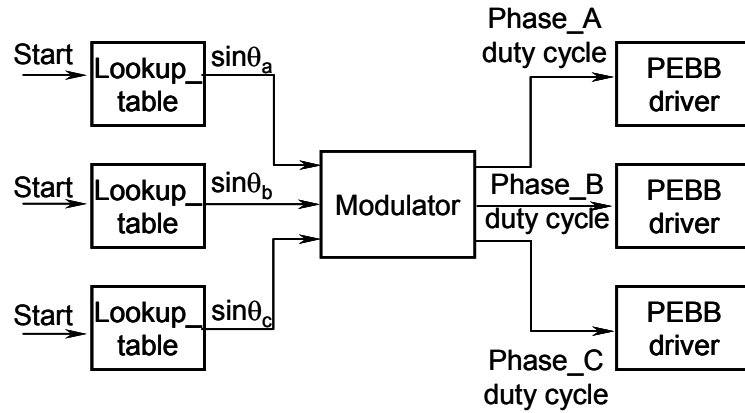 Start
Lookup_
table
sinθa
Phase_A
duty cycle
PEBB
driver
Start
Lookup_
table
sinθb
Modulator
Phase_B
duty cycle
PEBB
driver
Start
Lookup_
table
sinθc
Phase_C
duty cycle
PEBB
driver